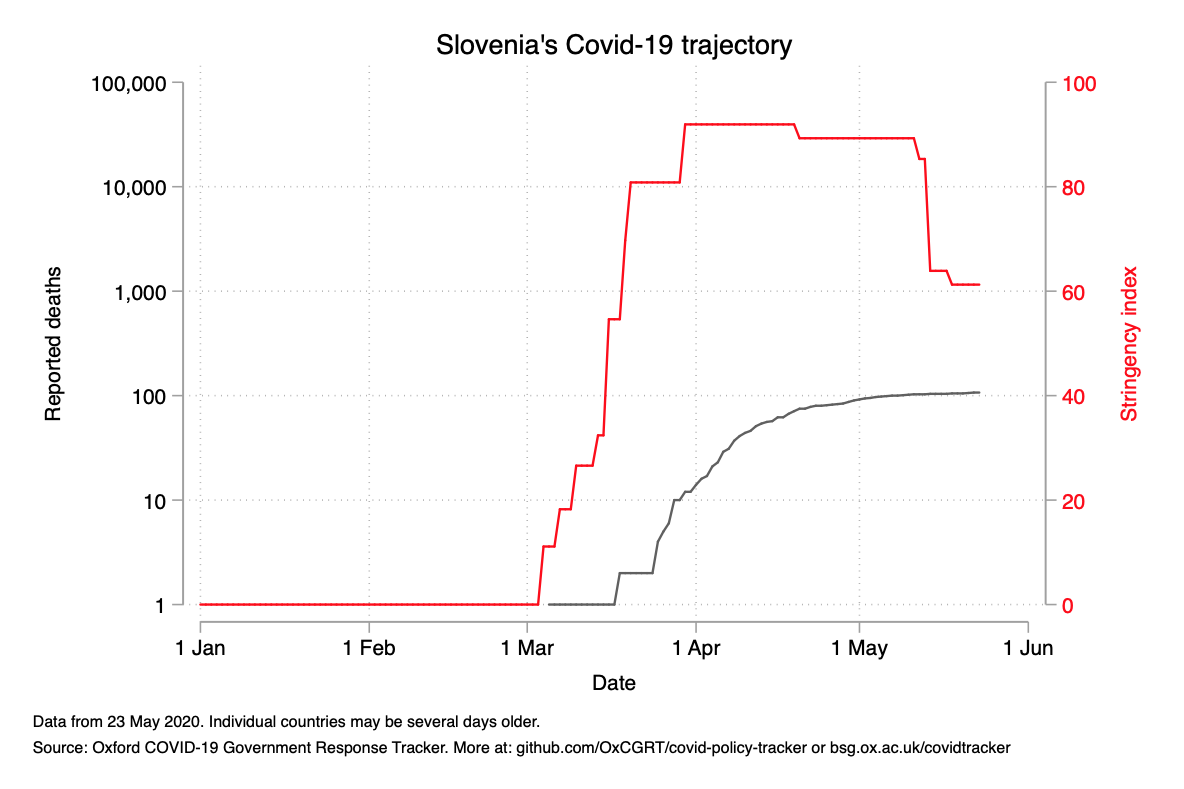 Slovenia's Covid-19 trajectory
100,000
10,000
1,000
100
10
1
Reported deaths
100
80
60
40
20
0
Stringency index
1 Jan
1 Feb
1 Mar
1 Apr
1 May
1 Jun
Date
Data from 23 May 2020. Individual countries may be several days older.
Source: Oxford COVID-19 Government Response Tracker. More at: github.com/OxCGRT/covid-policy-tracker or bsg.ox.ac.uk/covidtracker